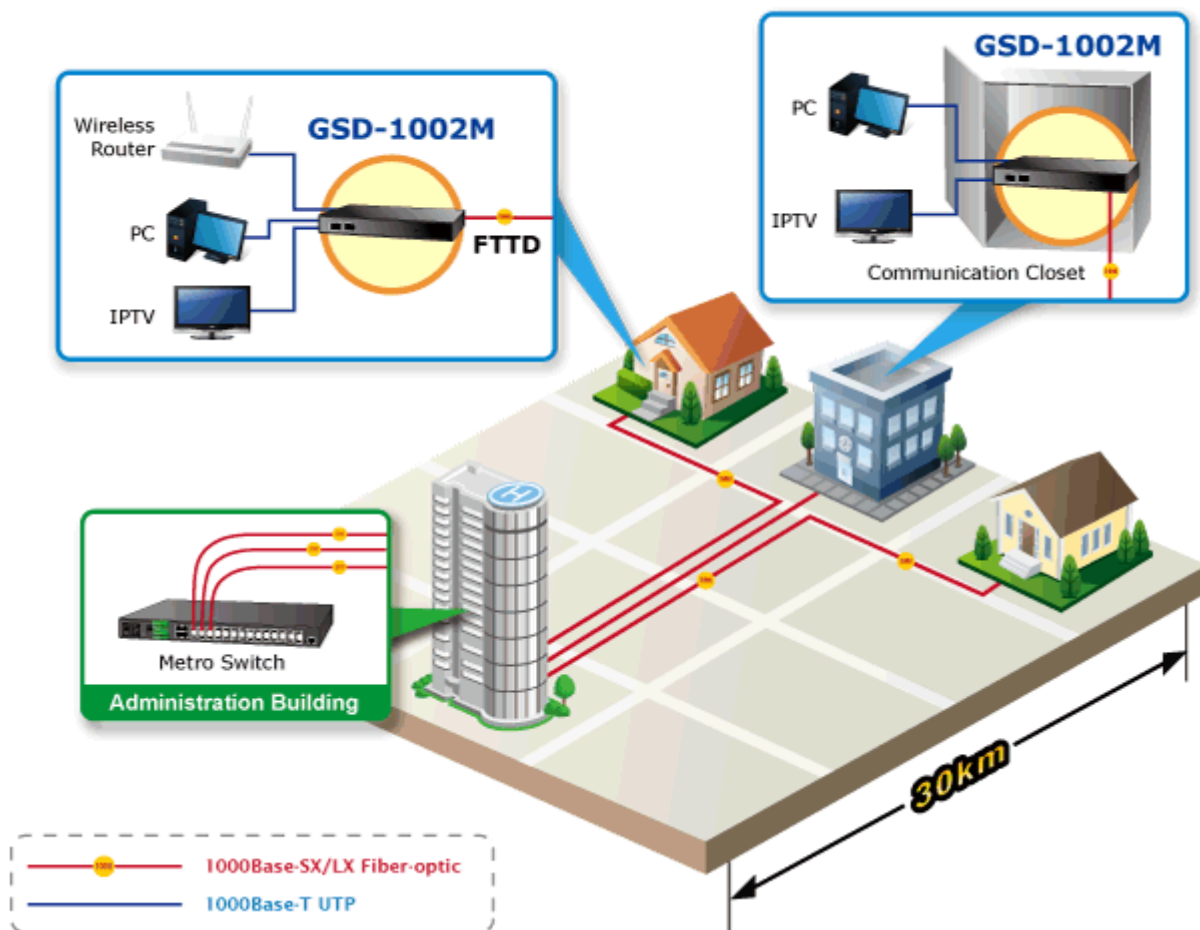 GSD-1002M
Wireless
Router
PC
IPTV
FTTD
GSD-1002M
PC
IPTV
Communication Closet
Metro Switch
Administration Building
H
30km
1000Base-SX/LX Fiber-optic
1000Base-T UTP